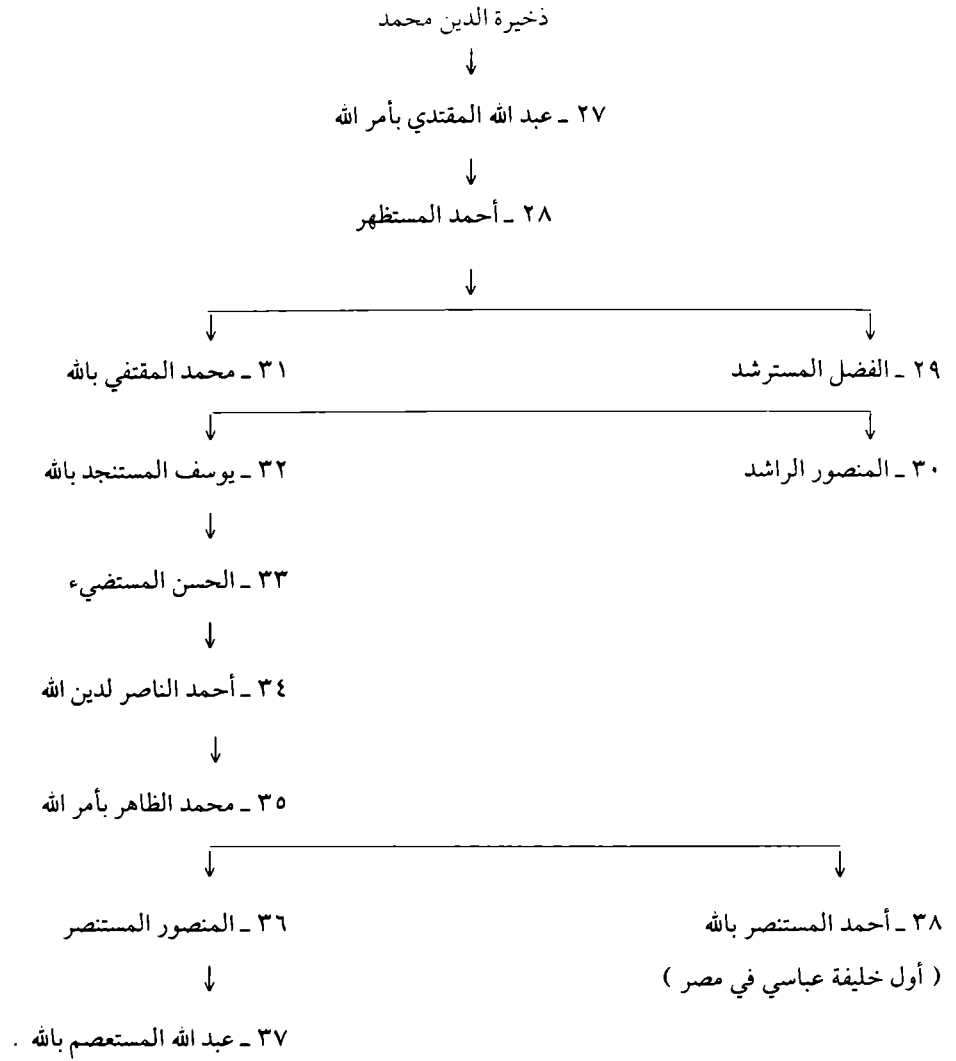 ذخيرة الدين محمد
٢٧ ـ عبد الله المقتدي بأمر الله
٢٨ ـ أحمد المستظهر
٢٩ ـ الفضل المسترشد
٣١ ـ محمد المقتفي بالله
٣٠ ـ المنصور الراشد
٣٢ ـ يوسف المستنجد بالله
٣٣ ـ الحسن المستضيء
٣٤ ـ أحمد الناصر لدين الله
٣٥ ـ محمد الظاهر بأمر الله
٣٨ ـ أحمد المستنصر بالله
٣٦ ـ المنصور المستنصر
( أول خليفة عباسي في مصر )
٣٧ ـ عبد الله المستعصم بالله .